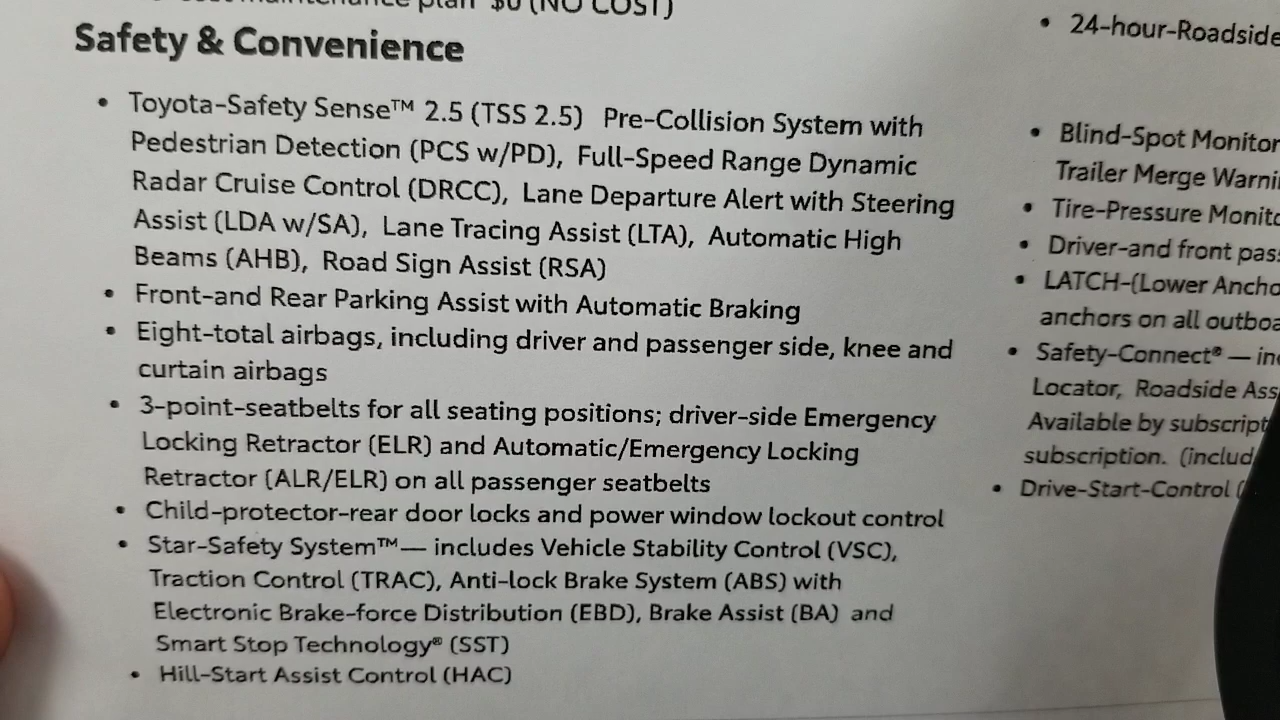 maintenance plan $0 (NO COST)
Safety & Convenience
• Toyota-Safety Sense™ 2.5 (TSS 2.5) Pre-Collision System with
Pedestrian Detection (PCS w/PD), Full-Speed Range Dynamic
Radar Cruise Control (DRCC), Lane Departure Alert with Steering
Assist (LDA w/SA), Lane Tracing Assist (LTA), Automatic High
Beams (AHB), Road Sign Assist (RSA)
• Front-and Rear Parking Assist with Automatic Braking
• Eight-total airbags, including driver and passenger side, knee and
curtain airbags
• 3-point-seatbelts for all seating positions; driver-side Emergency
Locking Retractor (ELR) and Automatic/Emergency Locking
Retractor (ALR/ELR) on all passenger seatbelts
• Child-protector-rear door locks and power window lockout control
• Star-Safety System™— includes Vehicle Stability Control (VSC),
Traction Control (TRAC), Anti-lock Brake System (ABS) with
Electronic Brake-force Distribution (EBD), Brake Assist (BA) and
Smart Stop Technology® (SST)
• Hill-Start Assist Control (HAC)
• 24-hour-Roadside
• Blind-Spot Monitor
Trailer Merge
• Tire-Pressure
• Driver-and front
• LATCH-(Lower
anchors on all
• Safety-Connect® —
Locator, Roadside
Available by
subscription.
• Drive-Start-Control